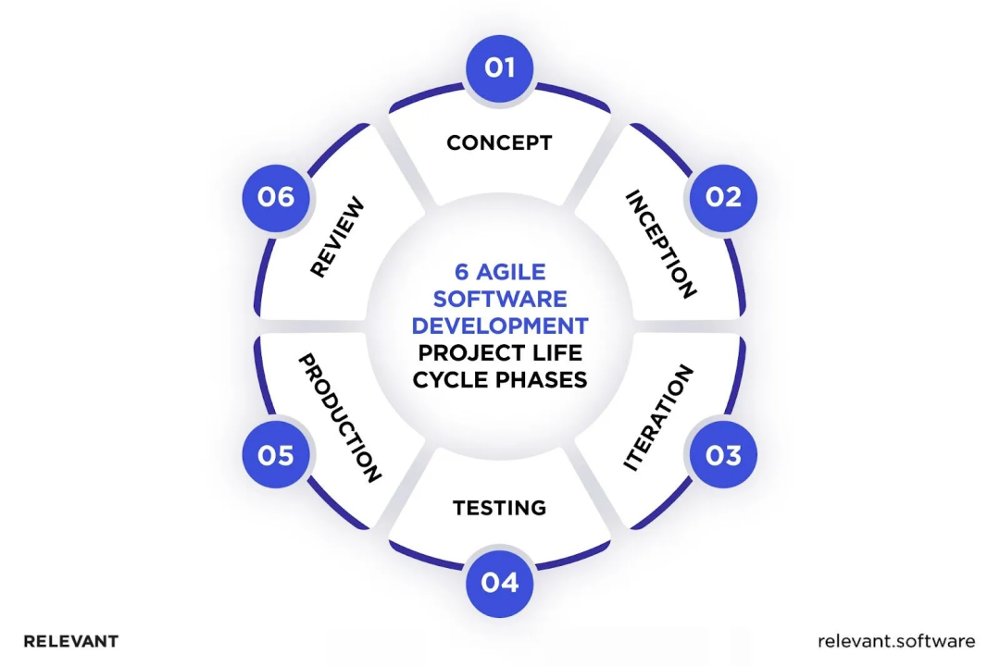 01
CONCEPT
02
INCEPTION
03
ITERATION
04
TESTING
05
PRODUCTION
06
REVIEW
6 AGILE
SOFTWARE
DEVELOPMENT
PROJECT LIFE
CYCLE PHASES
RELEVANT
relevant.software